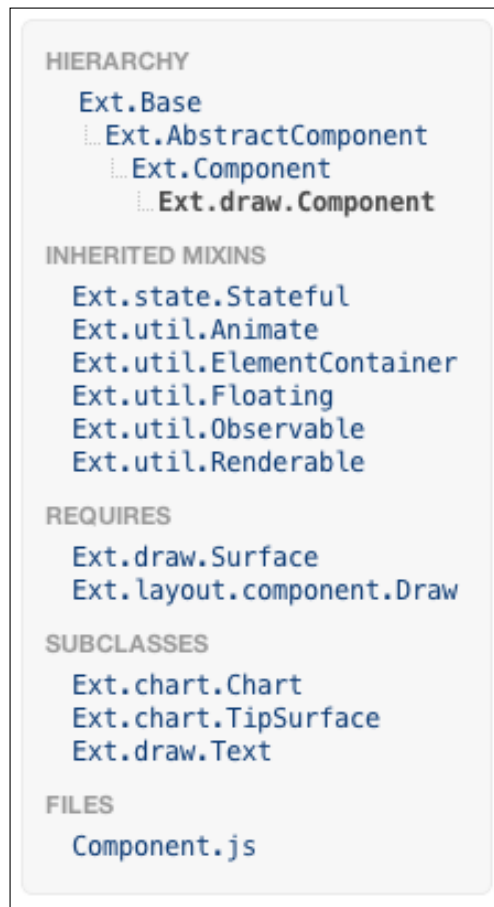 HIERARCHY
Ext.Base
Ext.AbstractComponent
Ext.Component
Ext.draw.Component
INHERITED MIXINS
Ext.state.Stateful
Ext.util.Animate
Ext.util.ElementContainer
Ext.util.Floating
Ext.util.Observable
Ext.util.Renderable
REQUIRES
Ext.draw.Surface
Ext.layout.component.Draw
SUBCLASSES
Ext.chart.Chart
Ext.chart.TipSurface
Ext.draw.Text
FILES
Component.js